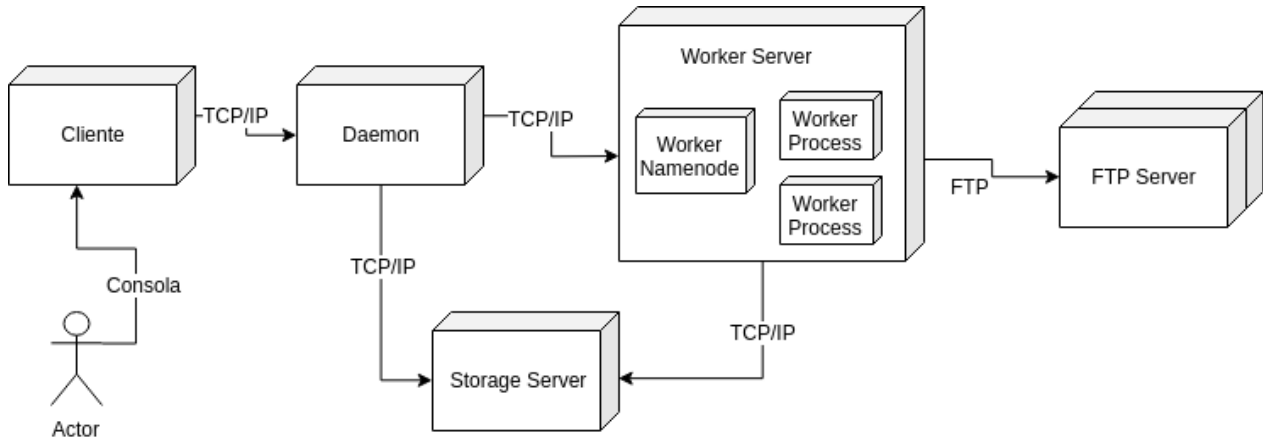 Worker Server
Cliente
TCP/IP
Daemon
TCP/IP
Worker
Namenode
Worker
Process
Worker
Process
FTP
FTP Server
Consola
TCP/IP
TCP/IP
Storage Server
Actor